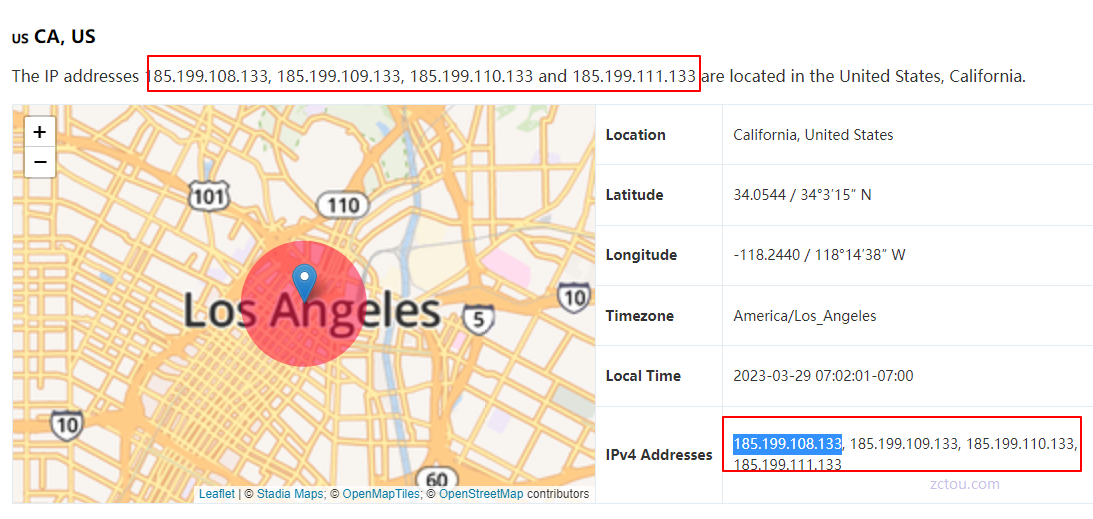 US CA, US
The IP addresses 185.199.108.133, 185.199.109.133, 185.199.110.133 and 185.199.111.133 are located in the United States, California.
+
−
101
110
Los Angeles
5
10
10
60
Leaflet | © Stadia Maps; © OpenMapTiles; © OpenStreetMap contributors
Location California, United States
Latitude 34.0544 / 34°3′15″ N
Longitude -118.2440 / 118°14′38″ W
Timezone America/Los_Angeles
Local Time 2023-03-29 07:02:01-07:00
IPv4 Addresses 185.199.108.133, 185.199.109.133, 185.199.110.133,
185.199.111.133
zctou.com